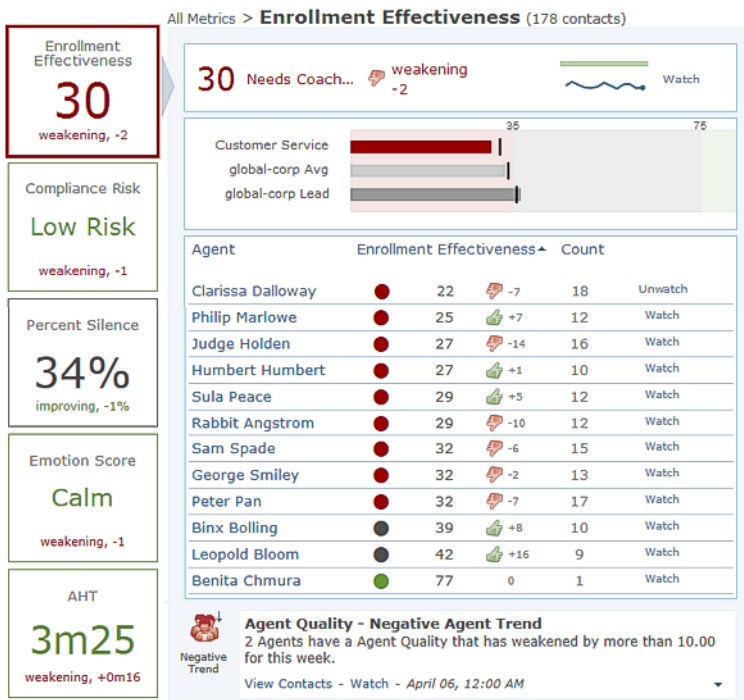 All Metrics > Enrollment Effectiveness (178 contacts)
Enrollment
Effectiveness
30
weakening, -2
Compliance Risk
Low Risk
weakening, -1
Percent Silence
34%
improving, -1%
Emotion Score
Calm
weakening, -1
AHT
3m25
weakening, +0m16
30 Needs Coach... weakening
-2
Watch
35 75
Customer Service
global-corp Avg
global-corp Lead
Agent Enrollment Effectiveness Count
Clarissa Dalloway 22 -7 18 Unwatch
Philip Marlowe 25 +7 12 Watch
Judge Holden 27 -14 16 Watch
Humbert Humbert 27 +1 10 Watch
Sula Peace 29 +5 12 Watch
Rabbit Angstrom 29 -10 12 Watch
Sam Spade 32 -6 15 Watch
George Smiley 32 -2 13 Watch
Peter Pan 32 -7 17 Watch
Binx Bolling 39 +8 10 Watch
Leopold Bloom 42 +16 9 Watch
Benita Chmura 77 0 1 Watch
Negative
Trend
Agent Quality - Negative Agent Trend
2 Agents have a Agent Quality that has weakened by more than 10.00
for this week.
View Contacts - Watch - April 06, 12:00 AM